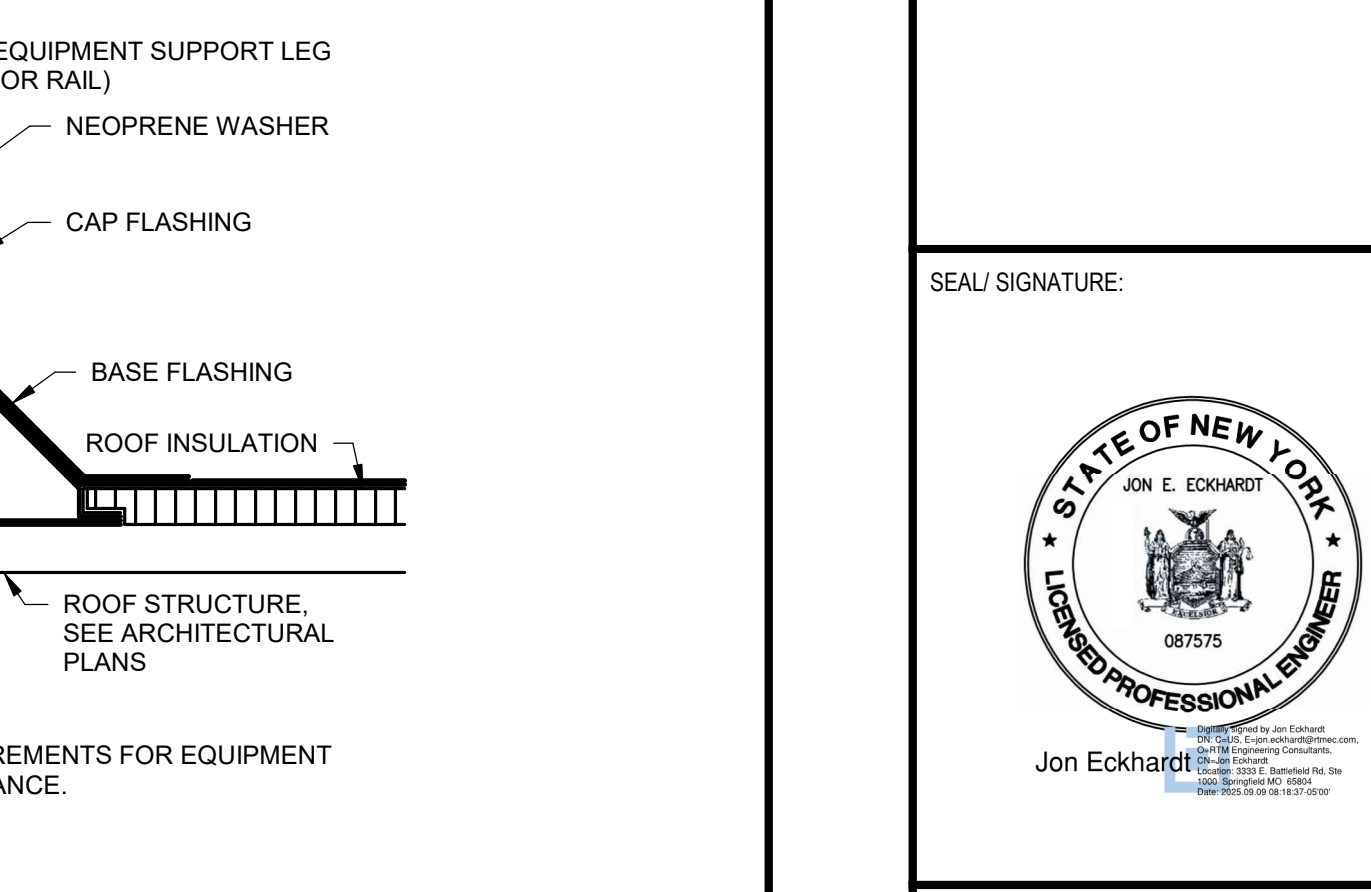 EQUIPMENT SUPPORT LEG
OR RAIL)
NEOPRENE WASHER
CAP FLASHING
BASE FLASHING
ROOF INSULATION
ROOF STRUCTURE,
SEE ARCHITECTURAL
PLANS
REMENTS FOR EQUIPMENT
ANCE.
SEAL/ SIGNATURE:
STATE OF NEW YORK
JON E. ECKHARDT
EXCELSIOR
087575
LICENSED PROFESSIONAL ENGINEER
Jon Eckhardt
Digitally signed by Jon Eckhardt
DN: C=US, E=jon.eckhardt@rtmec.com,
O=RTM Engineering Consultants,
CN=Jon Eckhardt
Location: 3333 E. Battlefield Rd, Ste
1000 Springfield MO 65804
Date: 2025.09.09 08:18:37-05'00'